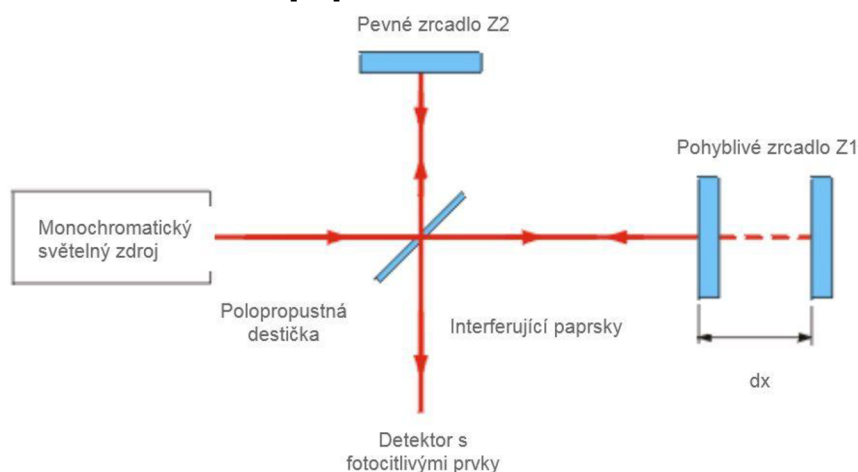 Pevné zrcadlo Z2
Pohyblivé zrcadlo Z1
Monochromatický
světelný zdroj
Polopropustná
destička
Interferující paprsky
dx
Detektor s
fotocitlivými prvky